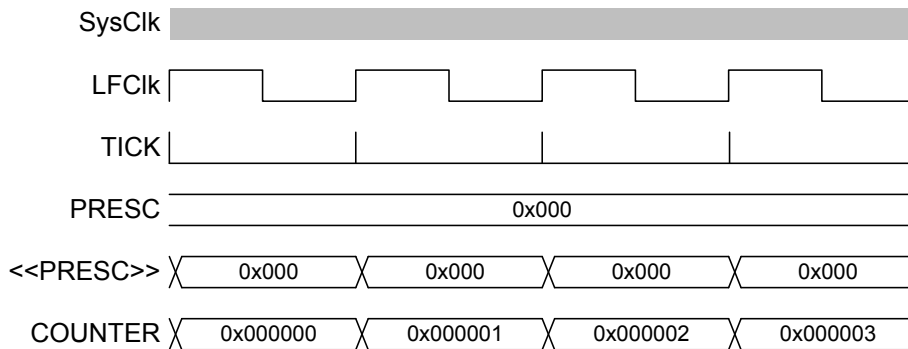 SysClk
LFClk
TICK
PRESC 0x000
<<PRESC>> 0x000 0x000 0x000 0x000
COUNTER 0x000000 0x000001 0x000002 0x000003